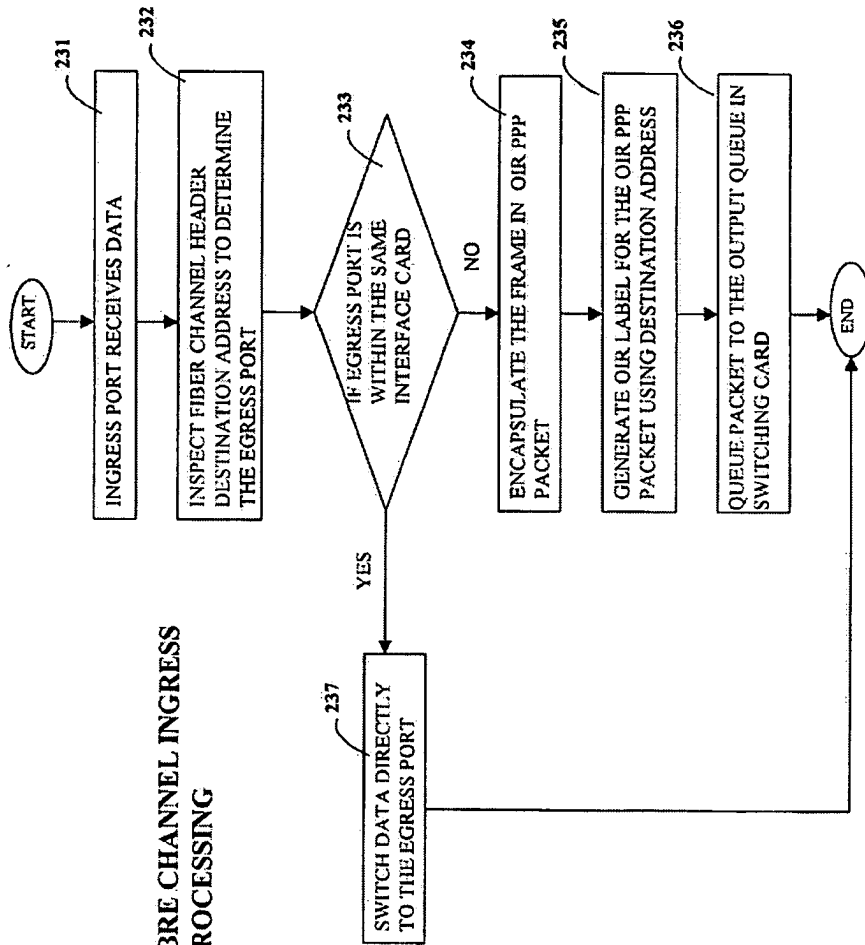 BRE CHANNEL INGRESS
ROCESSING
START
231
INGRESS PORT RECEIVES DATA
232
INSPECT FIBER CHANNEL HEADER
DESTINATION ADDRESS TO DETERMINE
THE EGRESS PORT
233
IF EGRESS PORT IS
WITHIN THE SAME
INTERFACE CARD
YES
NO
237
SWITCH DATA DIRECTLY
TO THE EGRESS PORT
234
ENCAPSULATE THE FRAME IN OIR PPP
PACKET
235
GENERATE OIR LABEL FOR THE OIR PPP
PACKET USING DESTINATION ADDRESS
236
QUEUE PACKET TO THE OUTPUT QUEUE IN
SWITCHING CARD
END